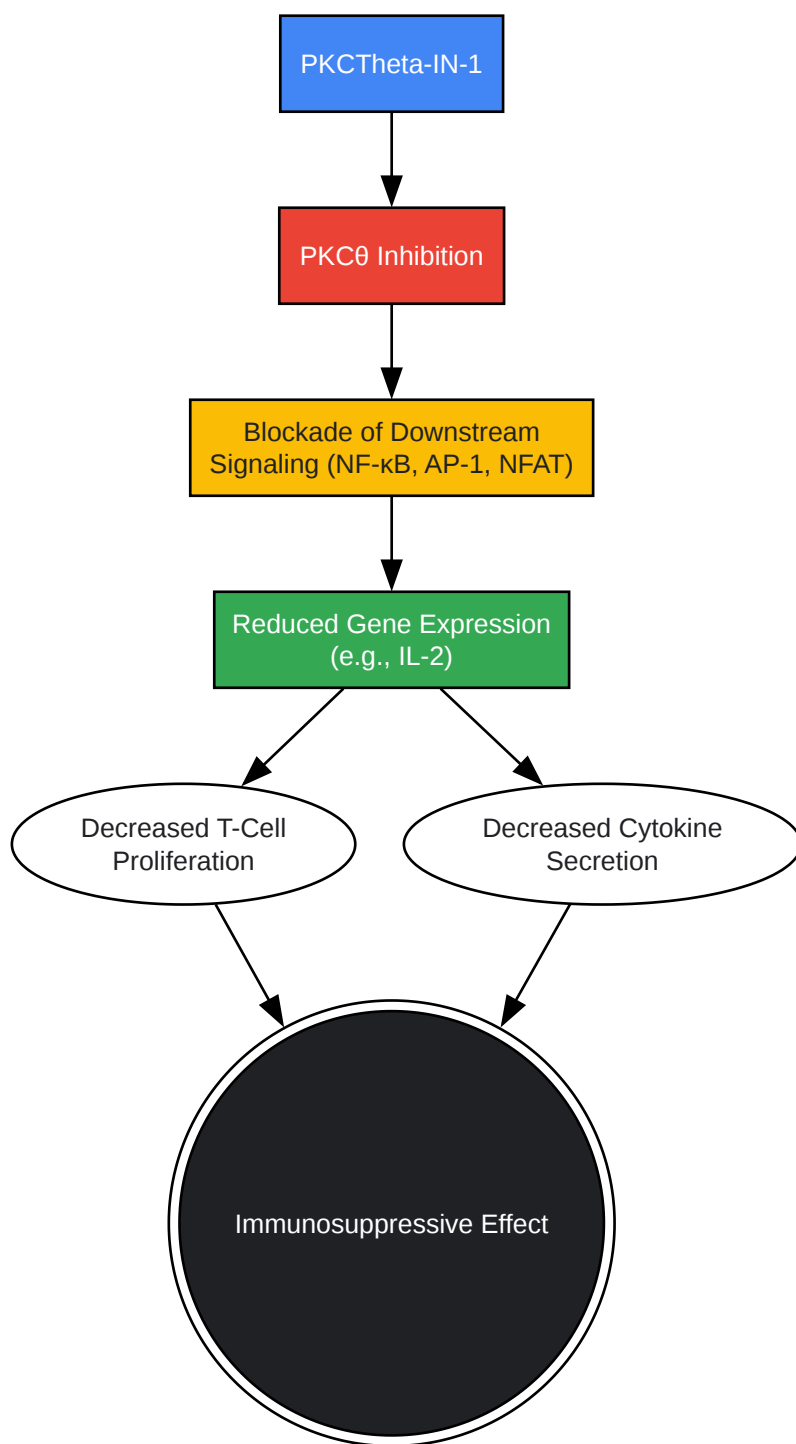 PKCTheta-IN-1
PKCθ Inhibition
Blockade of Downstream
Signaling (NF-κB, AP-1, NFAT)
Reduced Gene Expression
(e.g., IL-2)
Decreased T-Cell
Proliferation
Decreased Cytokine
Secretion
Immunosuppressive Effect